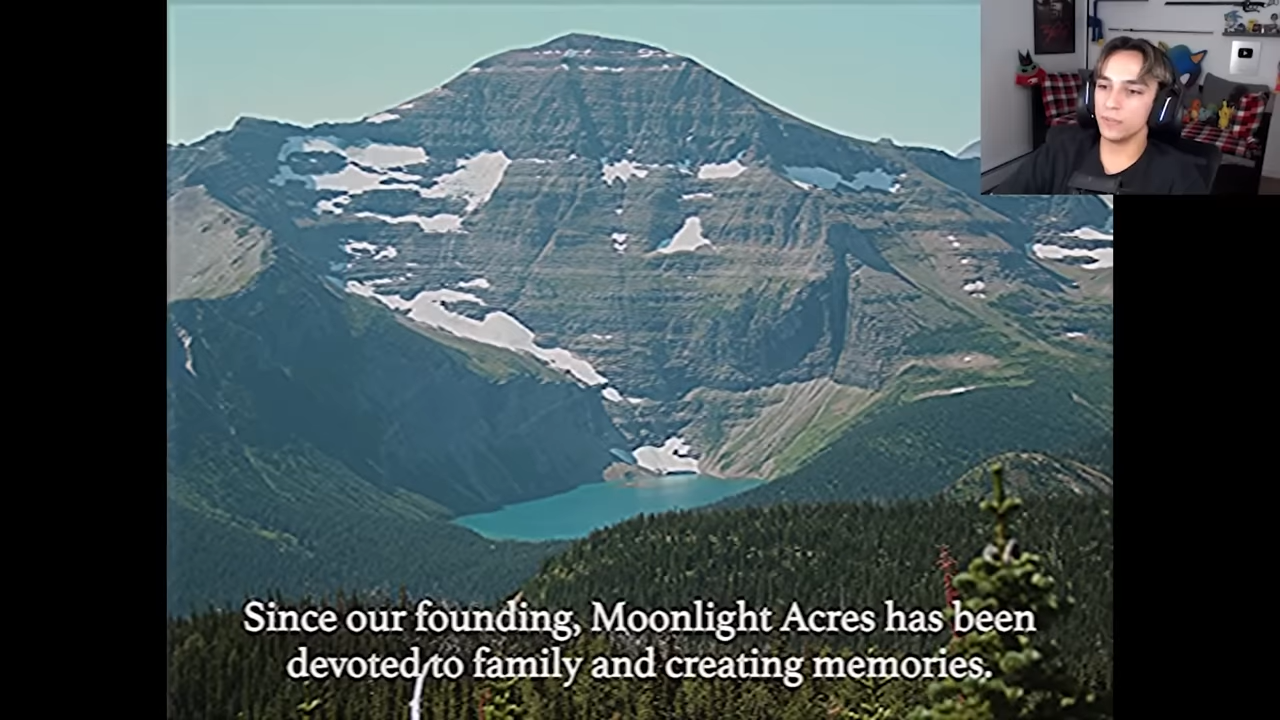 Since our founding, Moonlight Acres has been
devoted to family and creating memories.